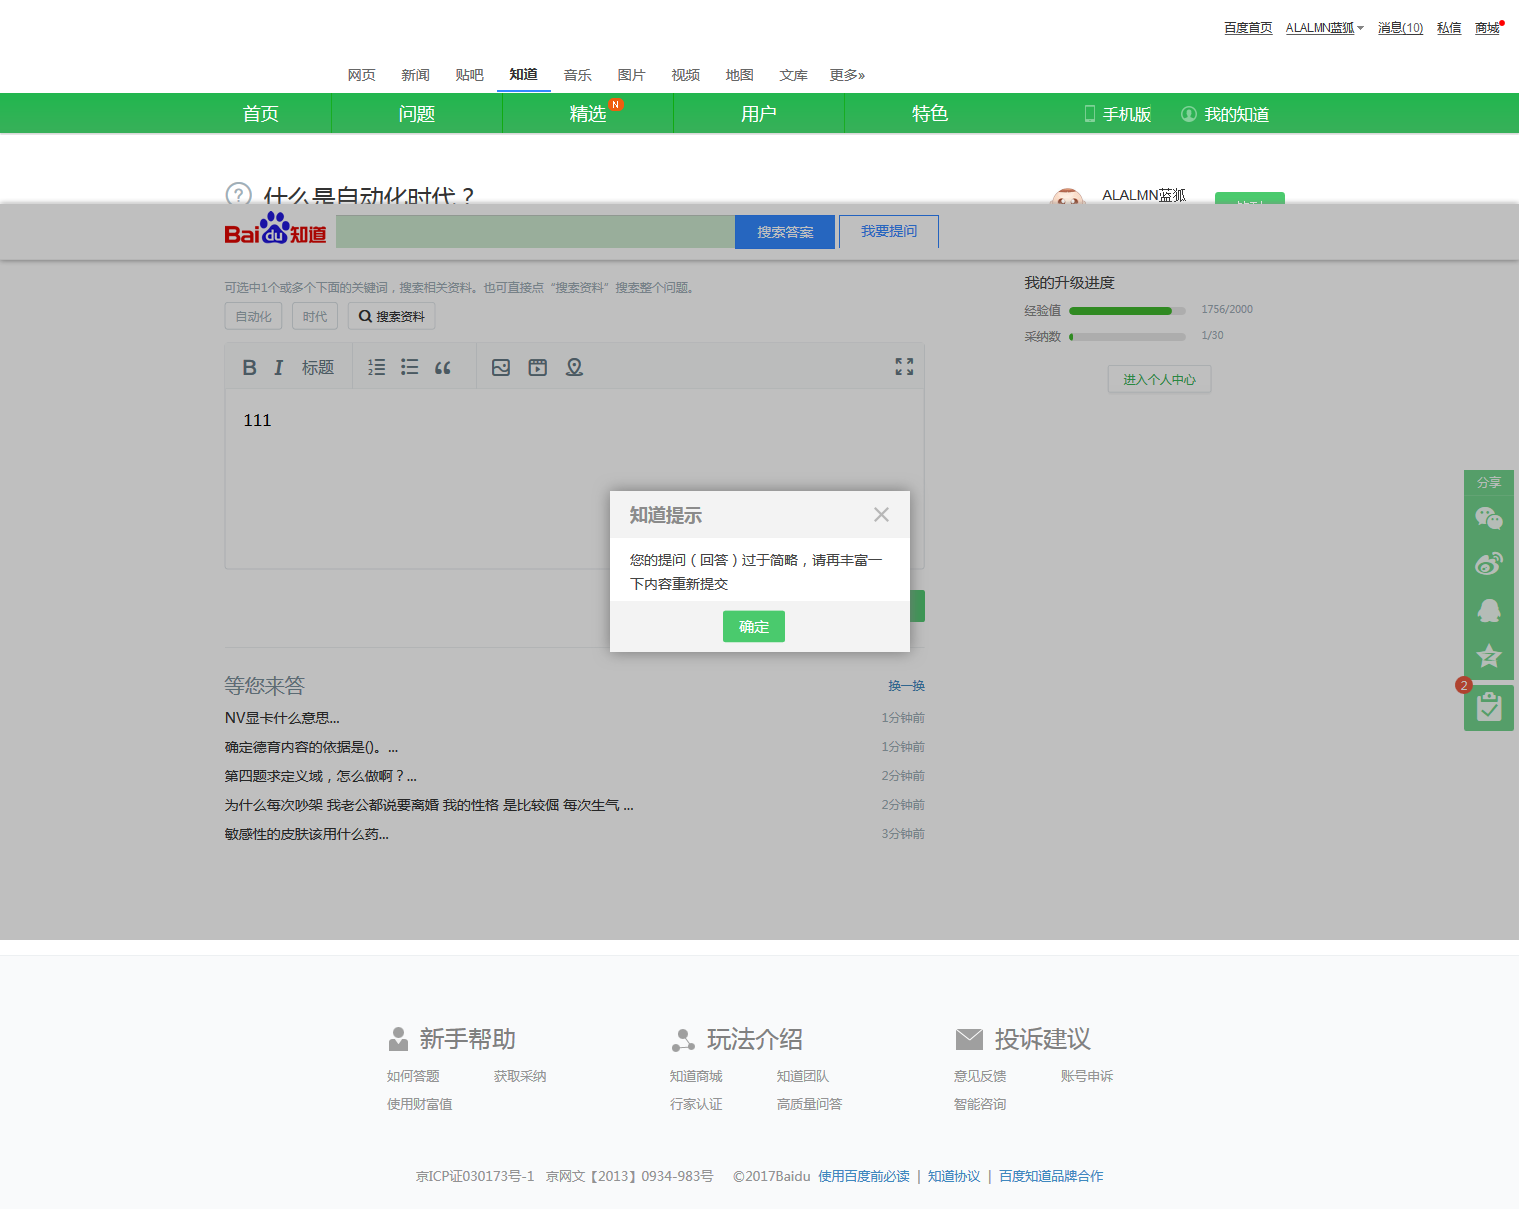 百度首页 ALALMN蓝狐 消息(10) 私信 商城
网页 新闻 贴吧 知道 音乐 图片 视频 地图 文库 更多»
首页 问题 精选 N 用户 特色 手机版 我的知道
什么是自动化时代？
ALALMN蓝狐
Baidu知道 搜索答案 我要提问
可选中1个或多个下面的关键词，搜索相关资料。也可直接点“搜索资料”搜索整个问题。
自动化 时代 搜索资料
我的升级进度
经验值 1756/2000
采纳数 1/30
进入个人中心
B I 标题
111
知道提示
您的提问（回答）过于简略，请再丰富一
下内容重新提交
确定
分享
2
等您来答 换一换
NV显卡什么意思... 1分钟前
确定德育内容的依据是()。... 1分钟前
第四题求定义域，怎么做啊？... 2分钟前
为什么每次吵架 我老公都说要离婚 我的性格 是比较倔 每次生气 ... 2分钟前
敏感性的皮肤该用什么药... 3分钟前
新手帮助 玩法介绍 投诉建议
如何答题 获取采纳 知道商城 知道团队 意见反馈 账号申诉
使用财富值 行家认证 高质量问答 智能咨询
京ICP证030173号-1 京网文【2013】0934-983号 ©2017Baidu 使用百度前必读 | 知道协议 | 百度知道品牌合作